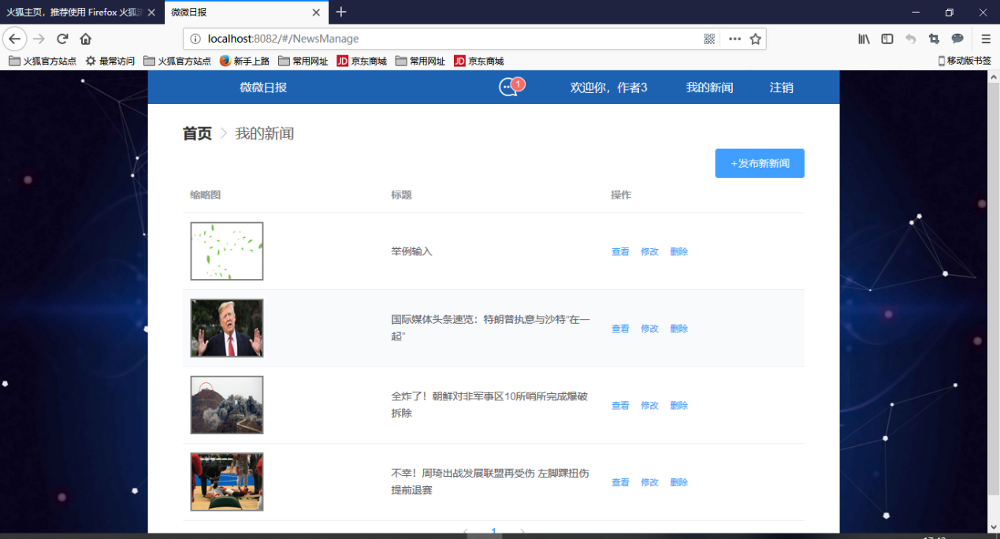 火狐主页，推荐使用 Firefox 火狐
微微日报
localhost:8082/#/NewsManage
火狐官方站点 最常访问 火狐官方站点 新手上路 常用网址 JD 京东商城 常用网址 JD 京东商城 移动版书签
微微日报 1 欢迎你，作者3 我的新闻 注销
首页 > 我的新闻
+发布新新闻
缩略图 标题 操作
举例输入 查看 修改 删除
国际媒体头条速览：特朗普执意与沙特“在一
起” 查看 修改 删除
全炸了！朝鲜对非军事区10所哨所完成爆破
拆除 查看 修改 删除
不幸！周琦出战发展联盟再受伤 左脚踝扭伤
提前退赛 查看 修改 删除
1